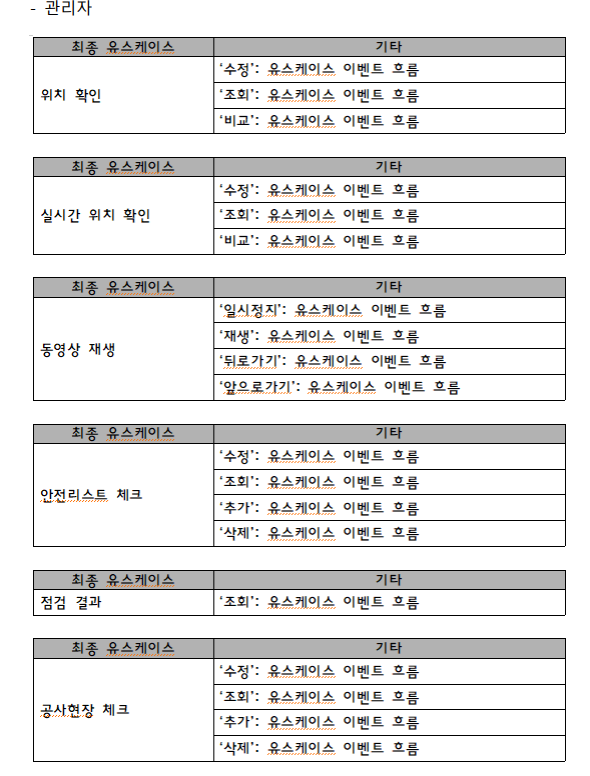 - 관리자
최종 유스케이스 기타
위치 확인
‘수정’: 유스케이스 이벤트 흐름
‘조회’: 유스케이스 이벤트 흐름
‘비교’: 유스케이스 이벤트 흐름
최종 유스케이스 기타
실시간 위치 확인
‘수정’: 유스케이스 이벤트 흐름
‘조회’: 유스케이스 이벤트 흐름
‘비교’: 유스케이스 이벤트 흐름
최종 유스케이스 기타
동영상 재생
‘일시정지’: 유스케이스 이벤트 흐름
‘재생’: 유스케이스 이벤트 흐름
‘뒤로가기’: 유스케이스 이벤트 흐름
‘앞으로가기’: 유스케이스 이벤트 흐름
최종 유스케이스 기타
안전리스트 체크
‘수정’: 유스케이스 이벤트 흐름
‘조회’: 유스케이스 이벤트 흐름
‘추가’: 유스케이스 이벤트 흐름
‘삭제’: 유스케이스 이벤트 흐름
최종 유스케이스 기타
점검 결과 ‘조회’: 유스케이스 이벤트 흐름
최종 유스케이스 기타
공사현장 체크
‘수정’: 유스케이스 이벤트 흐름
‘조회’: 유스케이스 이벤트 흐름
‘추가’: 유스케이스 이벤트 흐름
‘삭제’: 유스케이스 이벤트 흐름